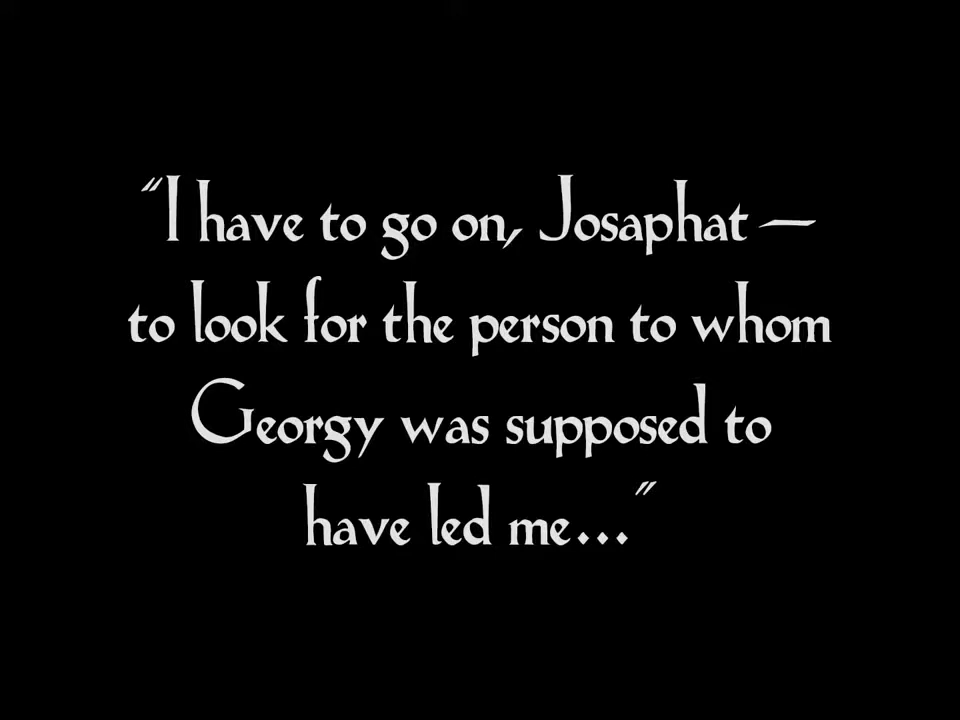 "I have to go on, Josaphat —
to look for the person to whom
Georgy was supposed to
have led me..."